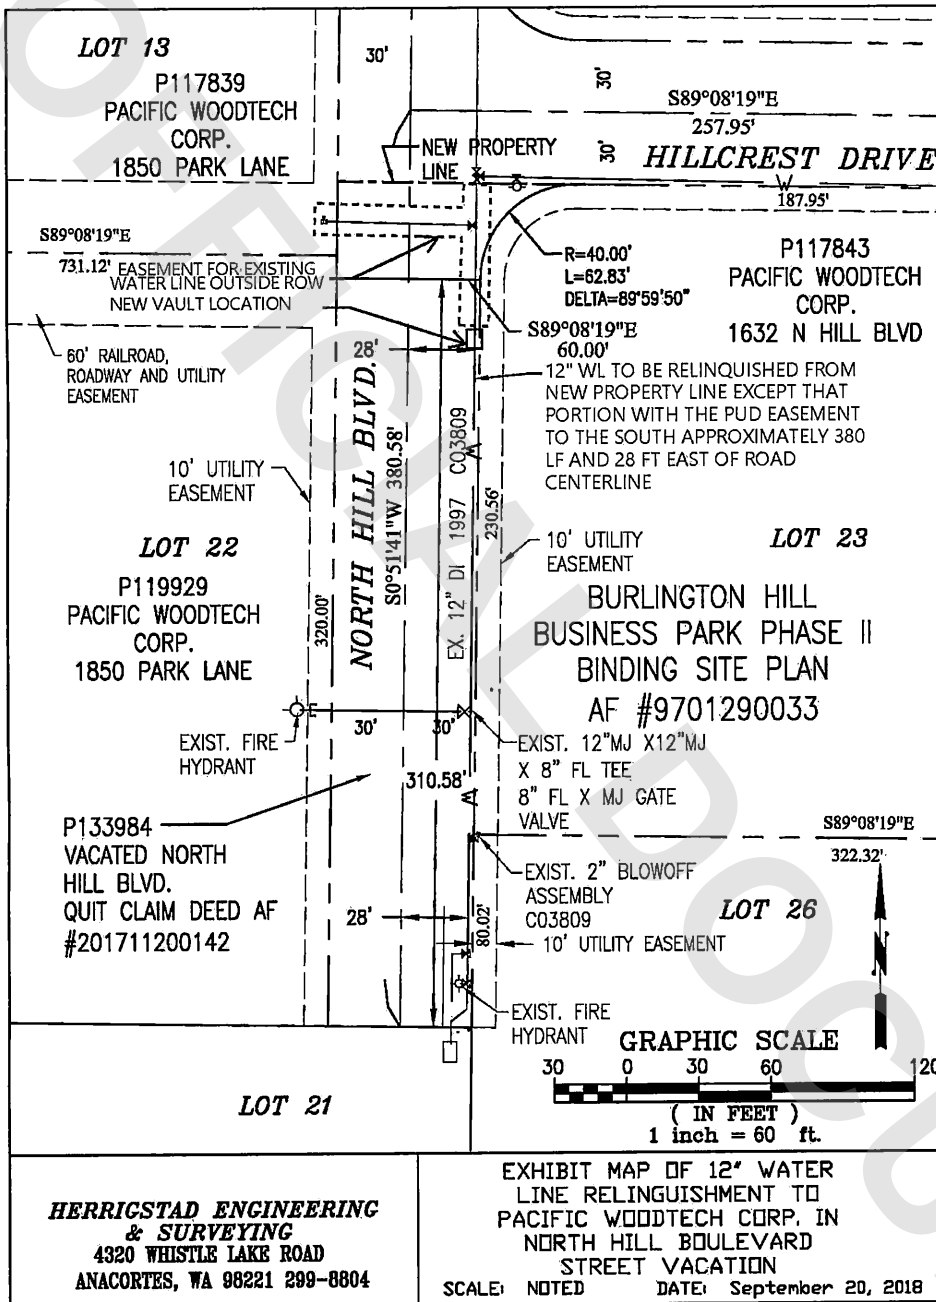 LOT 13
P117839
PACIFIC WOODTECH
CORP.
1850 PARK LANE
30'
NEW PROPERTY
LINE
30'
30'
S89°08'19"E
257.95'
HILLCREST DRIVE
W
187.95'
S89°08'19"E
731.12'
EASEMENT FOR EXISTING
WATER LINE OUTSIDE ROW
NEW VAULT LOCATION
R=40.00'
L=62.83'
DELTA=89°59'50"
P117843
PACIFIC WOODTECH
CORP.
1632 N HILL BLVD
S89°08'19"E
60.00'
60' RAILROAD,
ROADWAY AND UTILITY
EASEMENT
28'
12" WL TO BE RELINQUISHED FROM
NEW PROPERTY LINE EXCEPT THAT
PORTION WITH THE PUD EASEMENT
TO THE SOUTH APPROXIMATELY 380
LF AND 28 FT EAST OF ROAD
CENTERLINE
NORTH HILL BLVD.
S0°51'41"W 380.58'
EX. 12" DI 1997 C03809
W
230.56'
10' UTILITY
EASEMENT
10' UTILITY
EASEMENT
LOT 22
P119929
PACIFIC WOODTECH
CORP.
1850 PARK LANE
320.00'
LOT 23
BURLINGTON HILL
BUSINESS PARK PHASE II
BINDING SITE PLAN
AF #9701290033
EXIST. FIRE
HYDRANT
30'
30'
EXIST. 12"MJ X12"MJ
X 8" FL TEE
8" FL X MJ GATE
VALVE
310.58'
W
P133984
VACATED NORTH
HILL BLVD.
QUIT CLAIM DEED AF
#201711200142
S89°08'19"E
322.32'
EXIST. 2" BLOWOFF
ASSEMBLY
C03809
LOT 26
28'
80.02'
10' UTILITY EASEMENT
N
EXIST. FIRE
HYDRANT
GRAPHIC SCALE
30 0 30 60 120
( IN FEET )
1 inch = 60 ft.
LOT 21
HERRIGSTAD ENGINEERING
& SURVEYING
4320 WHISTLE LAKE ROAD
ANACORTES, WA 98221 299-8804
EXHIBIT MAP OF 12" WATER
LINE RELINGUISHMENT TO
PACIFIC WOODTECH CORP. IN
NORTH HILL BOULEVARD
STREET VACATION
SCALE: NOTED DATE: September 20, 2018